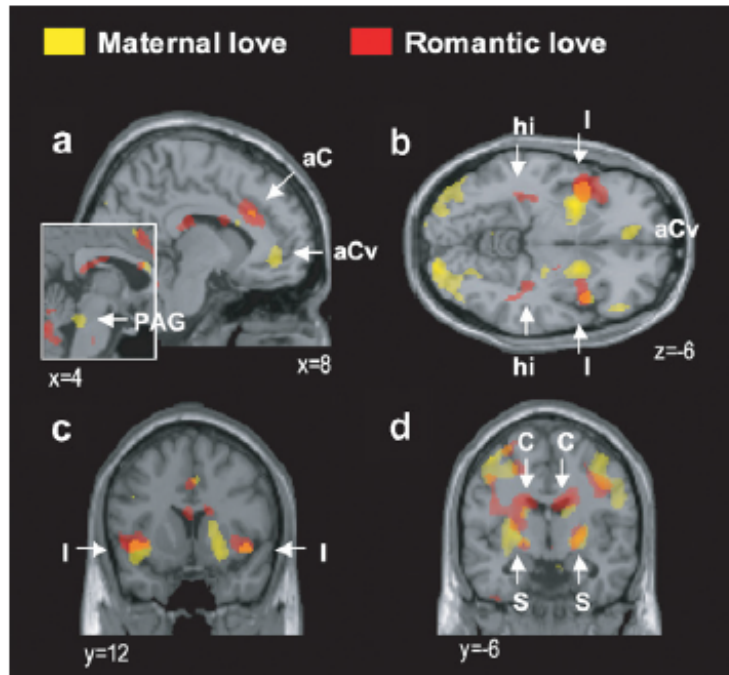 Maternal love Romantic love
a
aC
aCv
PAG
x=4
x=8
b
hi
I
aCv
hi
I
z=-6
c
I
I
y=12
d
C C
S S
y=-6